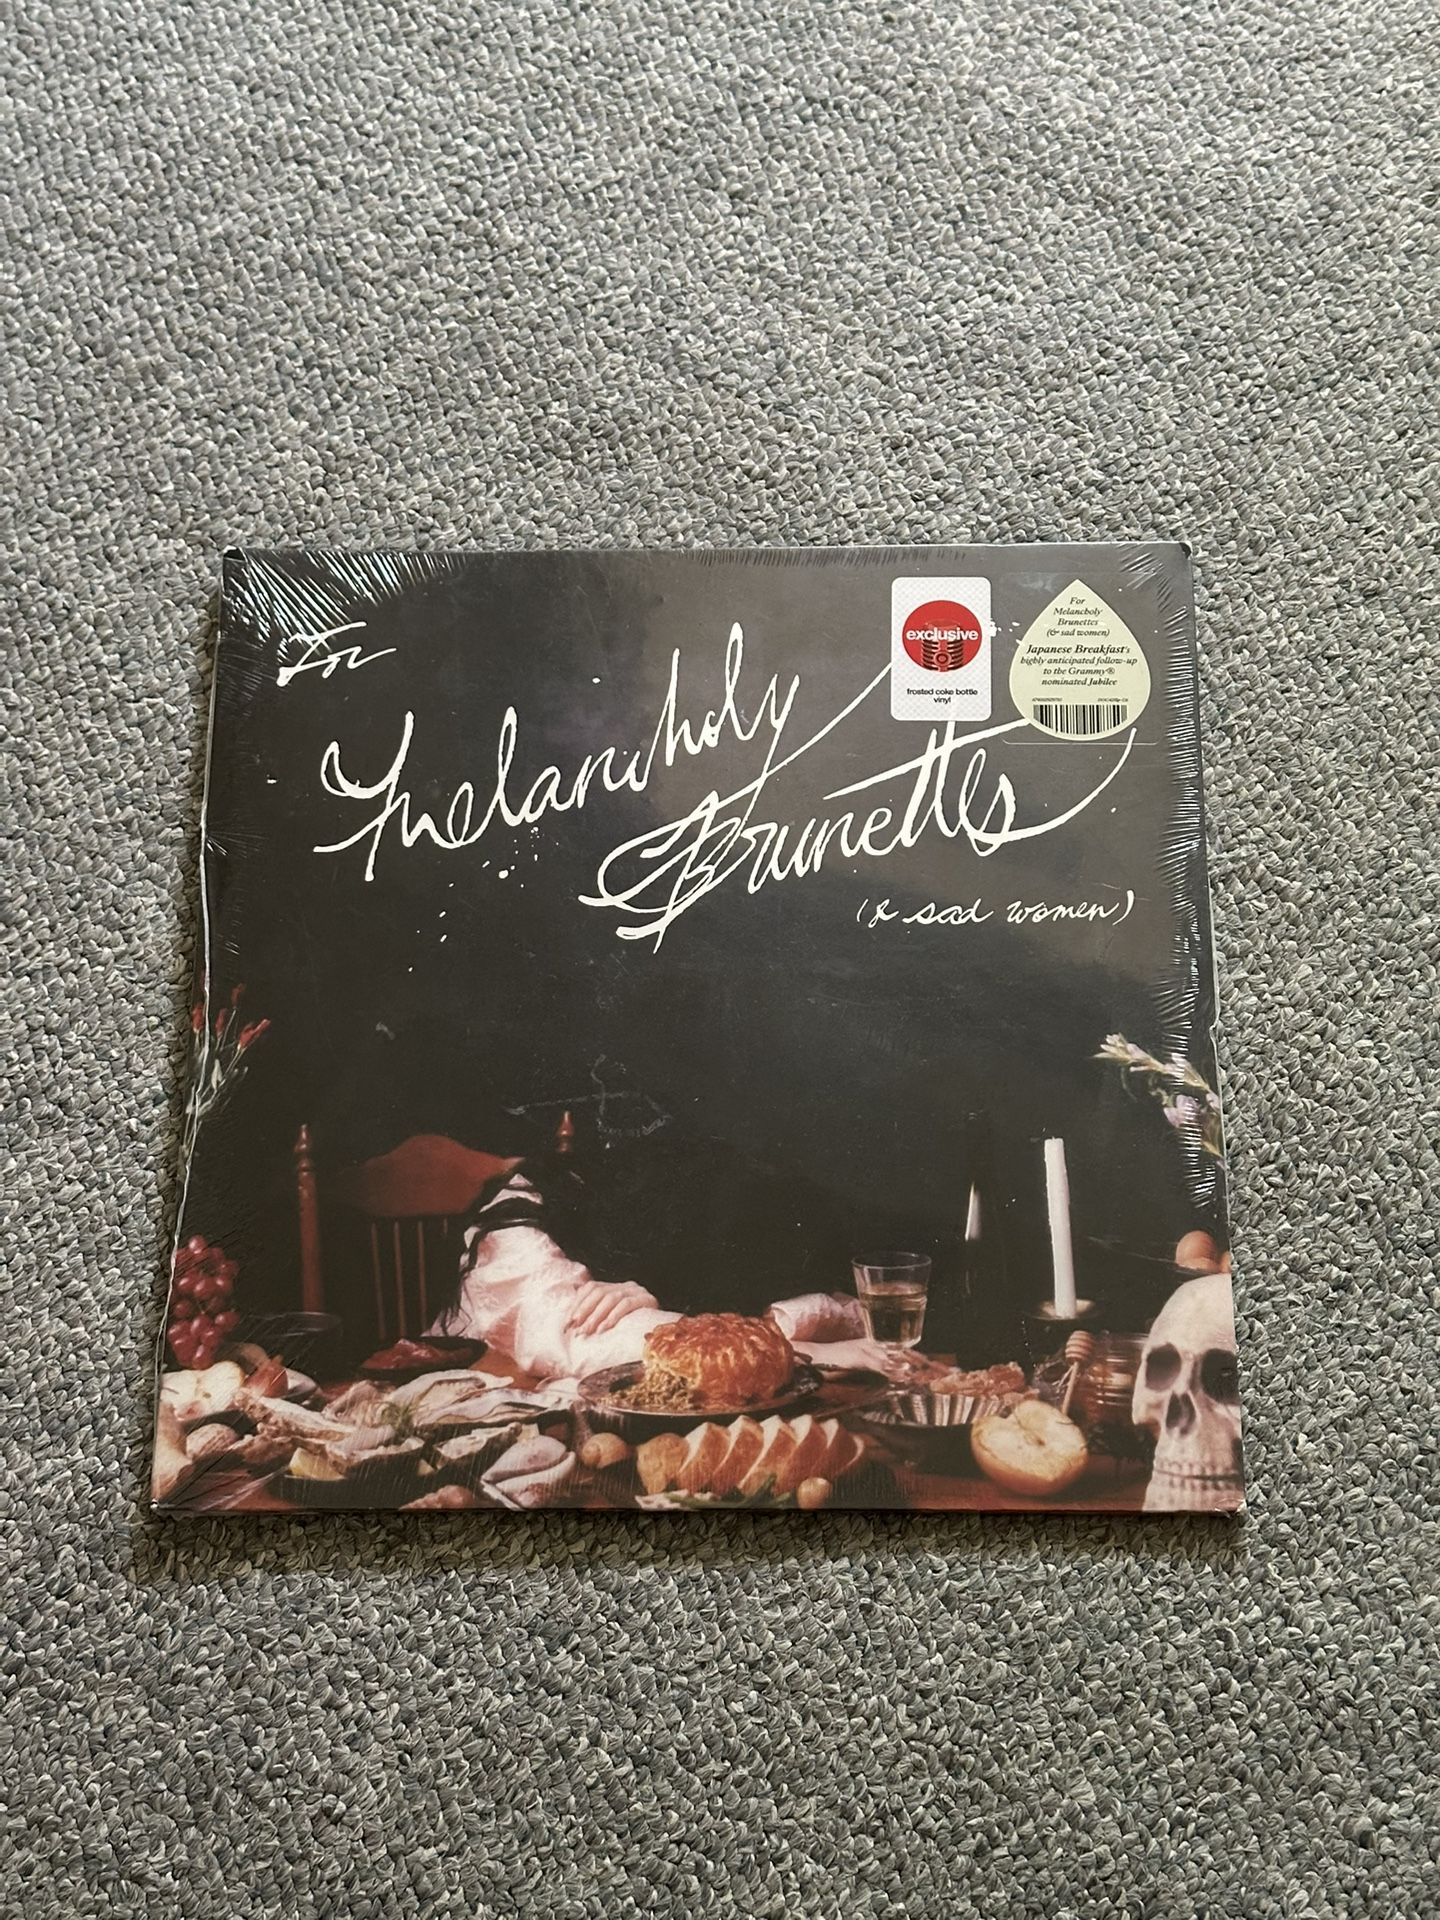 For
Melancholy
Brunettes
(& sad women)
exclusive
frosted coke bottle
vinyl
For
Melancholy
Brunettes
(& sad women)
Japanese Breakfast's
highly anticipated follow-up
to the Grammy®
nominated Jubilee